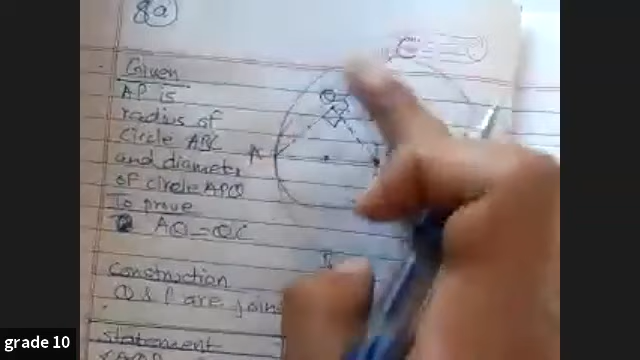 8(a)
Given
AP is
radius of
circle ABC
and diameter
of circle APQ
To prove
AQ=QC
Construction
Q & P are join
statement
A
Q
grade 10